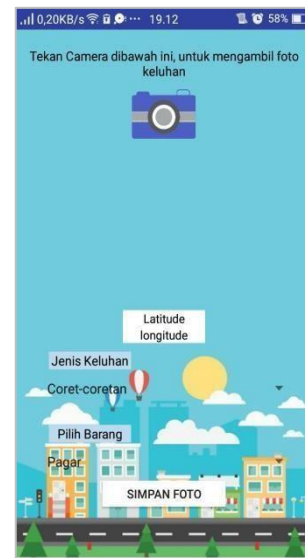 0,20KB/s ... 19.12 58%
Tekan Camera dibawah ini, untuk mengambil foto
keluhan
Latitude
longitude
Jenis Keluhan
Coret-coretan
Pilih Barang
Pagar
SIMPAN FOTO